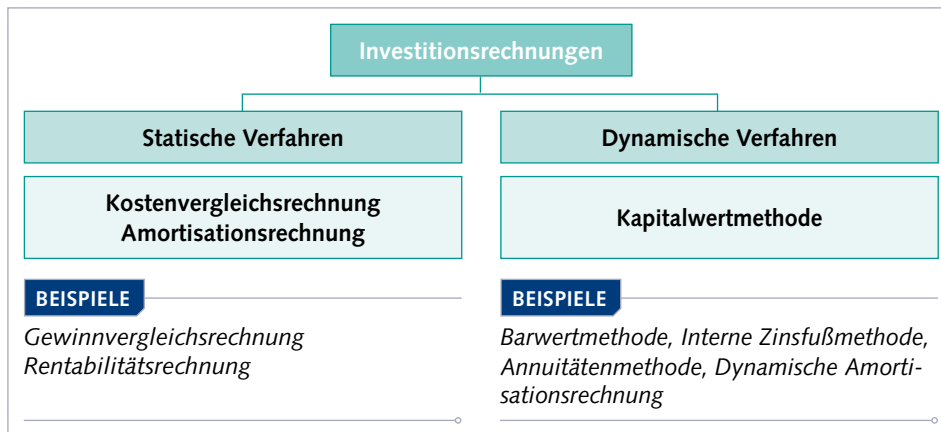 Investitionsrechnungen
Statische Verfahren
Kostenvergleichsrechnung
Amortisationsrechnung
BEISPIELE
Gewinnvergleichsrechnung
Rentabilitätsrechnung
Dynamische Verfahren
Kapitalwertmethode
BEISPIELE
Barwertmethode, Interne Zinsfußmethode,
Annuitätenmethode, Dynamische Amorti-
sationsrechnung